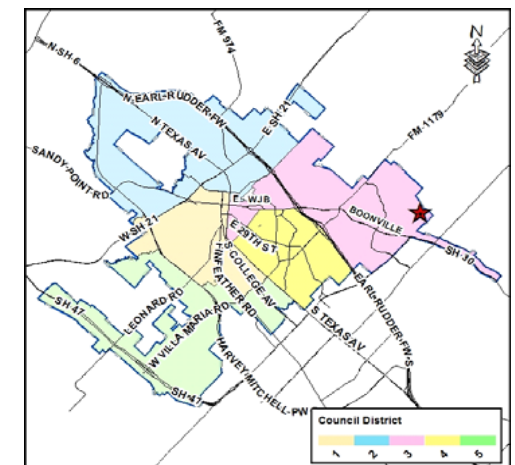 N-SH 6
FM 974
N
N-EARL-RUDDER-FW
E SH 21
N TEXAS AV
FM-1179
SANDY-POINT-RD
E WJB
BOONVILLE
W-SH-21
E 29TH ST
SH-30
S COLLEGE AV
FINFEATHER RD
LEONARD RD
EARL-RUDDER-FW-S
SH 47
W VILLA MARIA RD
S TEXAS AV
HARVEY-MITCHELL-PW
SH-47
Council District
1 2 3 4 5